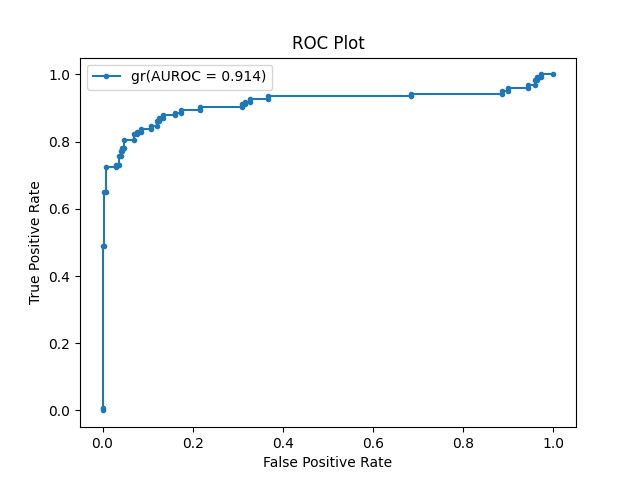 ROC Plot
gr(AUROC = 0.914)
1.0
0.8
0.6
0.4
0.2
0.0
True Positive Rate
0.0 0.2 0.4 0.6 0.8 1.0
False Positive Rate